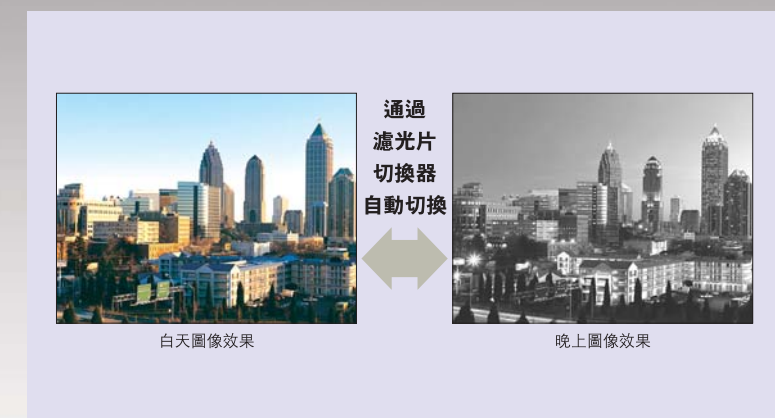 通過
濾光片
切換器
自動切換
白天圖像效果
晚上圖像效果